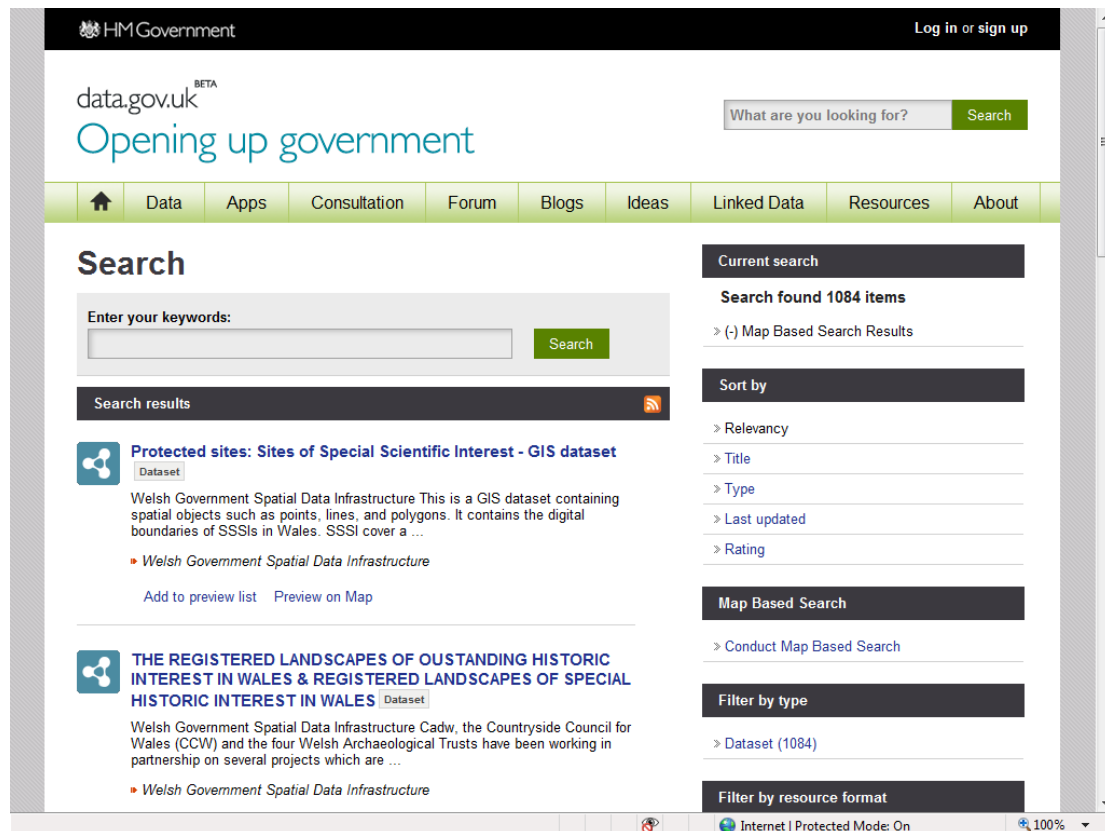 HM Government
Log in or sign up
data.gov.uk BETA
Opening up government
What are you looking for?
Search
Data
Apps
Consultation
Forum
Blogs
Ideas
Linked Data
Resources
About
Search
Enter your keywords:
Search
Search results
Protected sites: Sites of Special Scientific Interest - GIS dataset
Dataset
Welsh Government Spatial Data Infrastructure This is a GIS dataset containing
spatial objects such as points, lines, and polygons. It contains the digital
boundaries of SSSIs in Wales. SSSI cover a ...
Welsh Government Spatial Data Infrastructure
Add to preview list Preview on Map
THE REGISTERED LANDSCAPES OF OUSTANDING HISTORIC
INTEREST IN WALES & REGISTERED LANDSCAPES OF SPECIAL
HISTORIC INTEREST IN WALES Dataset
Welsh Government Spatial Data Infrastructure Cadw, the Countryside Council for
Wales (CCW) and the four Welsh Archaeological Trusts have been working in
partnership on several projects which are ...
Welsh Government Spatial Data Infrastructure
Current search
Search found 1084 items
» (-) Map Based Search Results
Sort by
» Relevancy
» Title
» Type
» Last updated
» Rating
Map Based Search
» Conduct Map Based Search
Filter by type
» Dataset (1084)
Filter by resource format
Internet | Protected Mode: On
100%